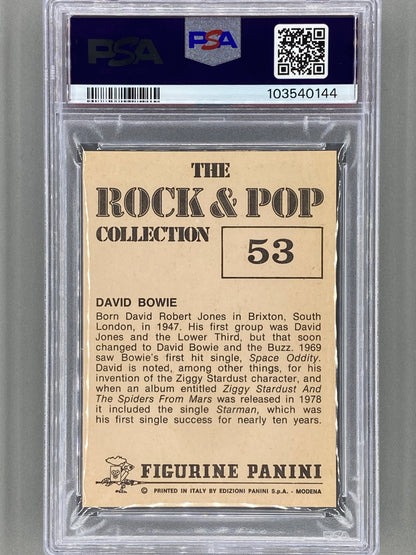 PSA
PSA
103540144
THE
ROCK & POP
COLLECTION
53
DAVID BOWIE
Born David Robert Jones in Brixton, South
London, in 1947. His first group was David
Jones and the Lower Third, but that soon
changed to David Bowie and the Buzz. 1969
saw Bowie's first hit single, Space Oddity.
David is noted, among other things, for his
invention of the Ziggy Stardust character, and
when an album entitled Ziggy Stardust And
The Spiders From Mars was released in 1978
it included the single Starman, which was
his first single success for nearly ten years.
FIGURINE PANINI
© PRINTED IN ITALY BY EDIZIONI PANINI S.p.A. - MODENA